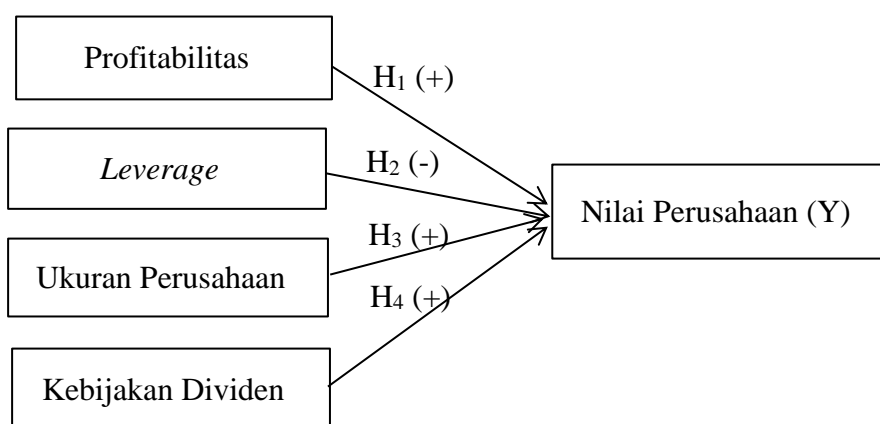 Profitabilitas
H₁ (+)
Leverage
H₂ (-)
Nilai Perusahaan (Y)
H₃ (+)
Ukuran Perusahaan
H₄ (+)
Kebijakan Dividen